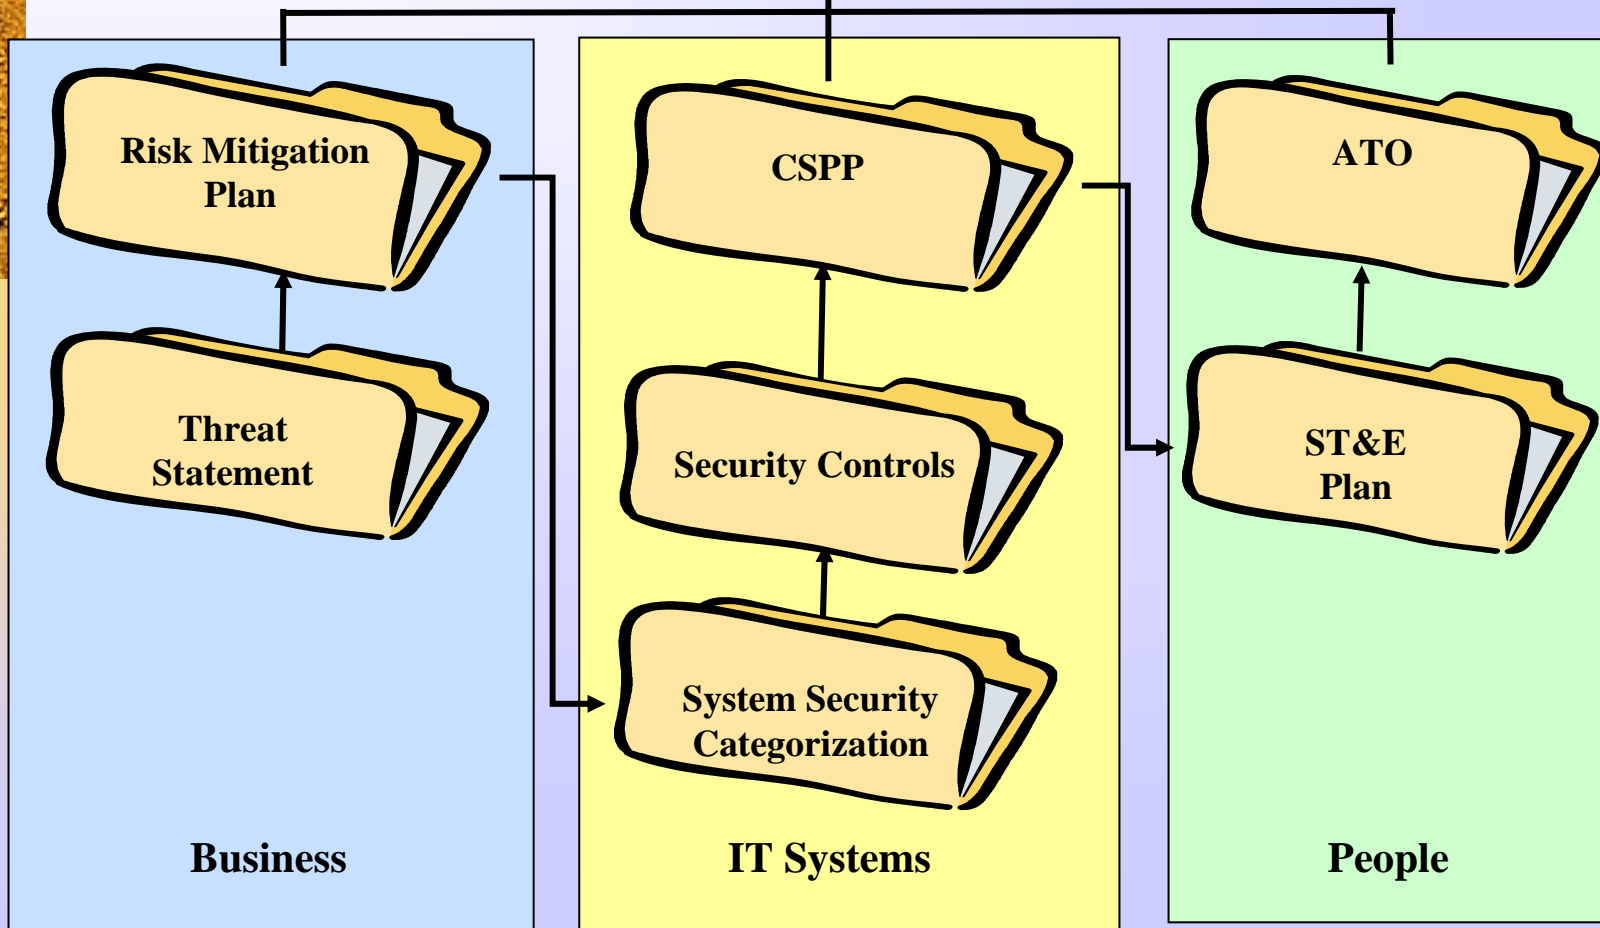 Risk Mitigation
Plan
Threat
Statement
Business
CSPP
Security Controls
System Security
Categorization
IT Systems
ATO
ST&E
Plan
People